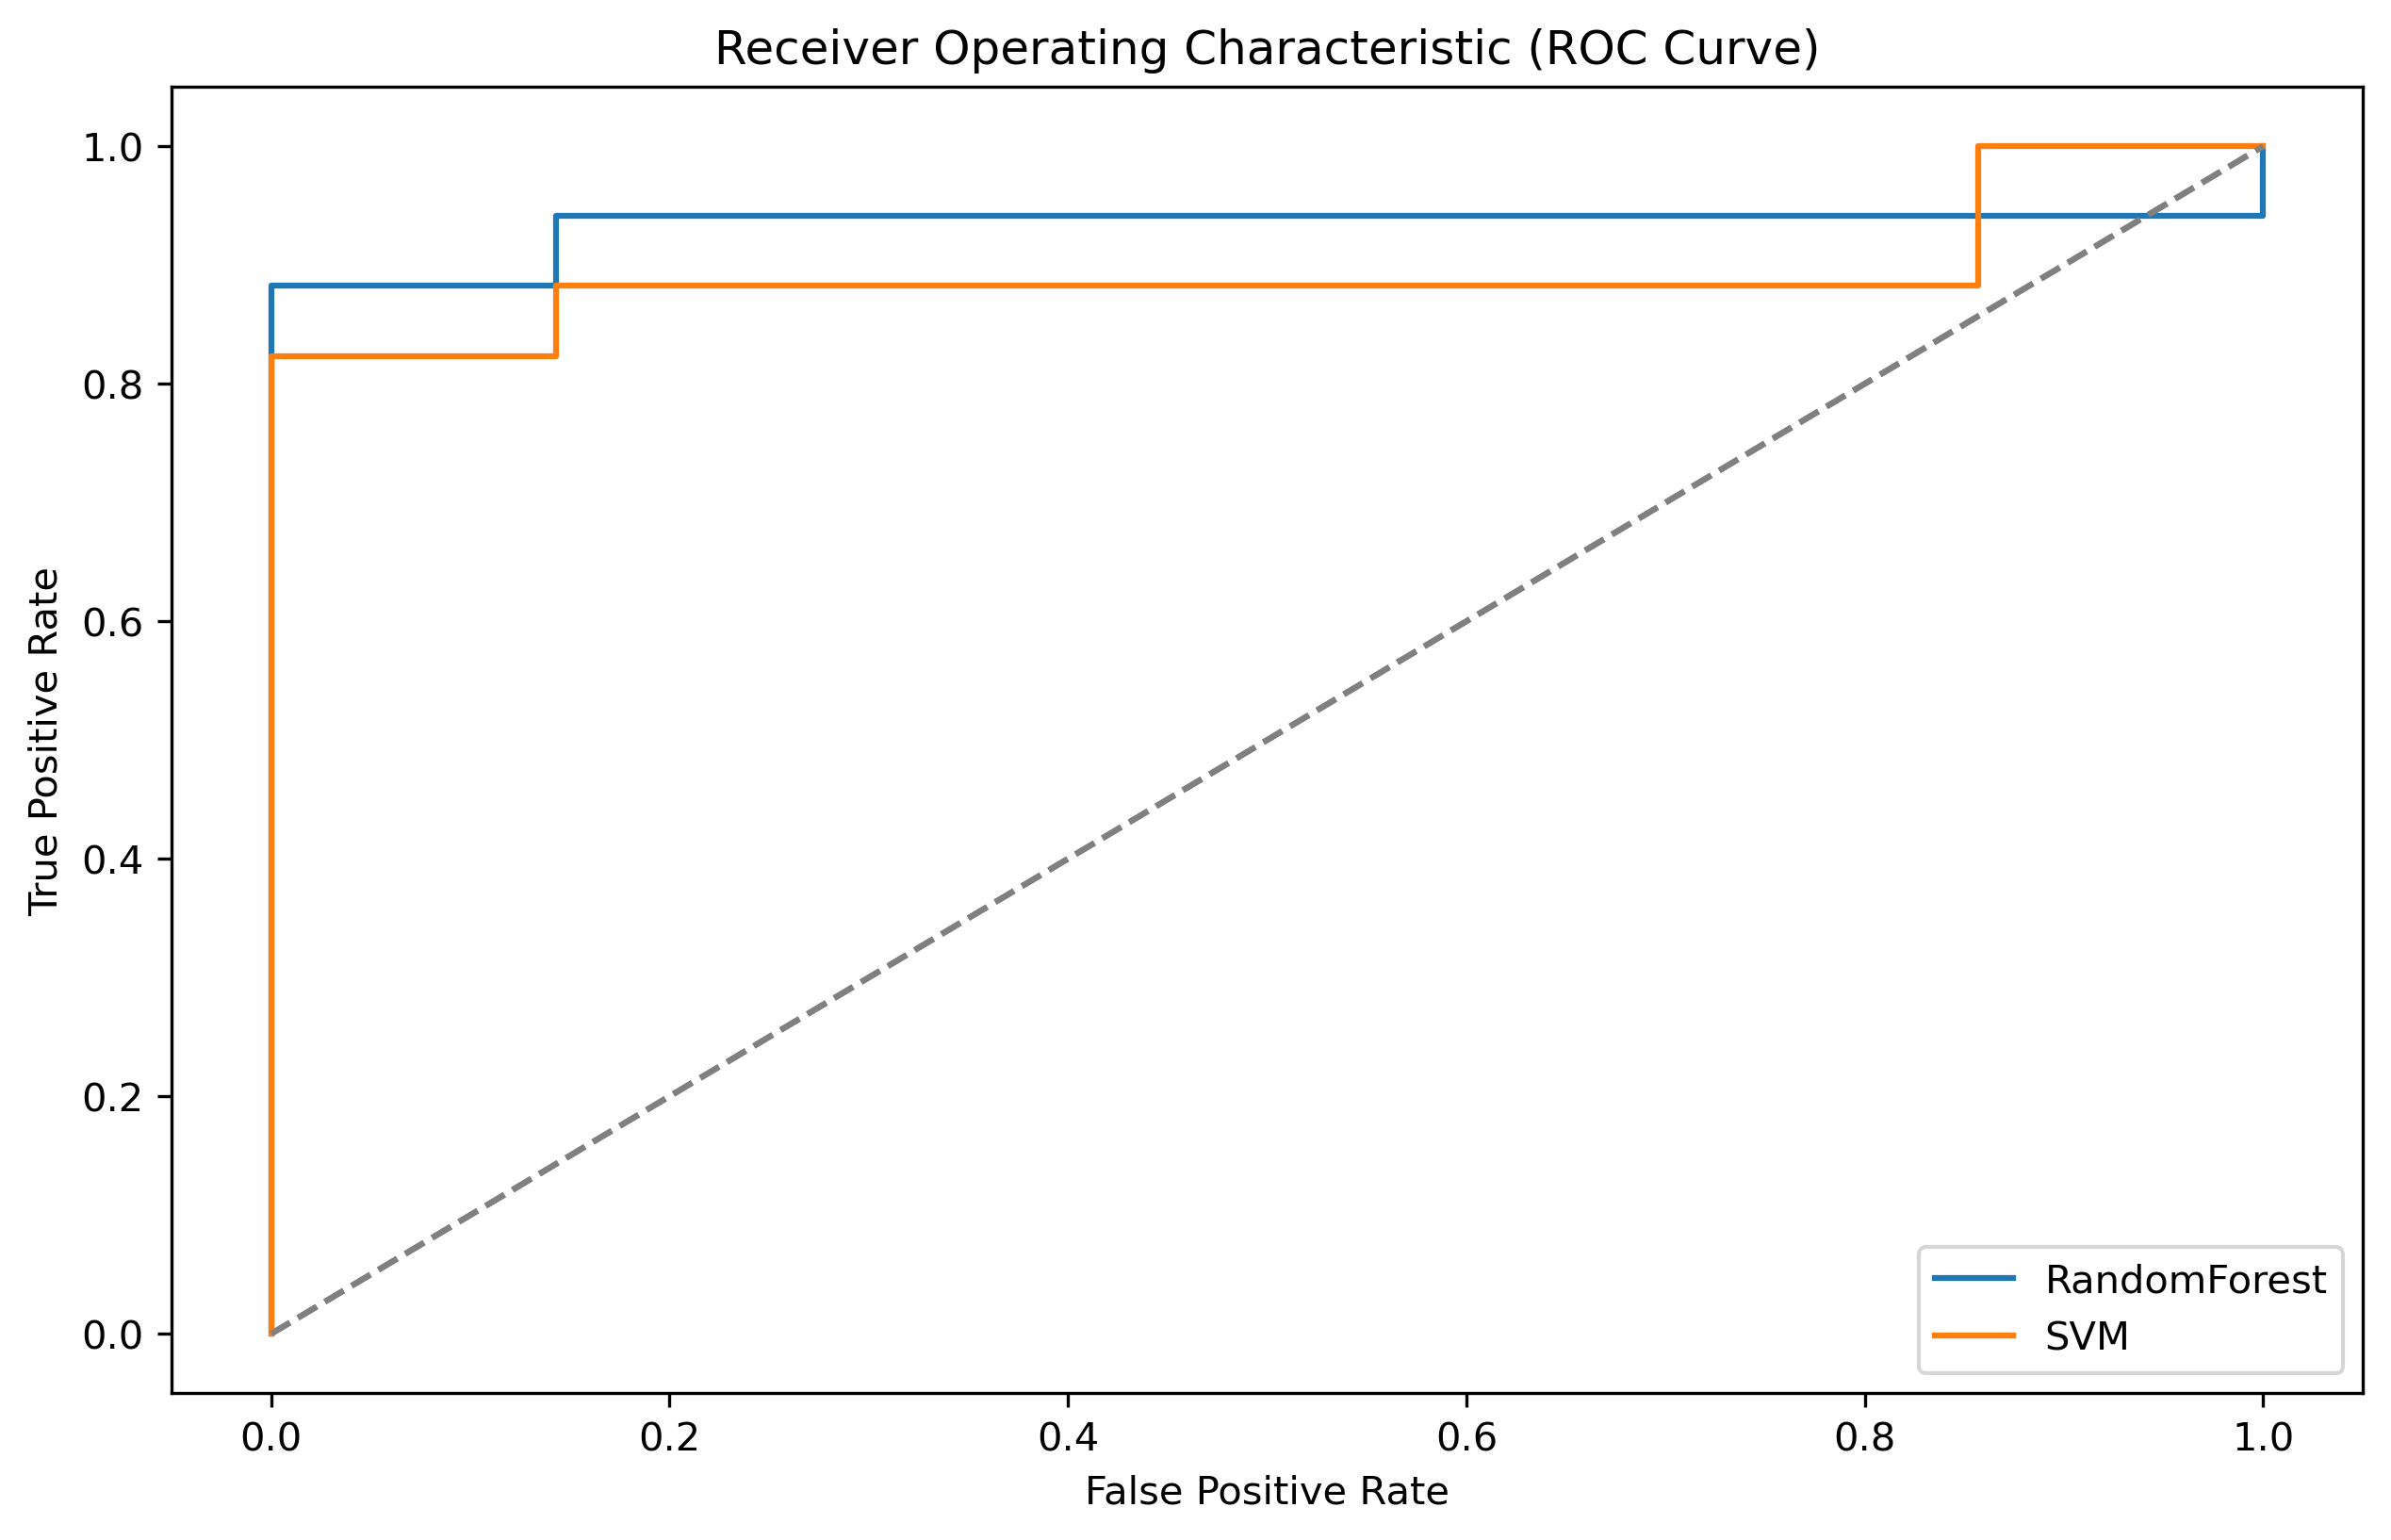 Receiver Operating Characteristic (ROC Curve)
1.0
0.8
0.6
0.4
0.2
0.0
True Positive Rate
0.0 0.2 0.4 0.6 0.8 1.0
False Positive Rate
RandomForest
SVM